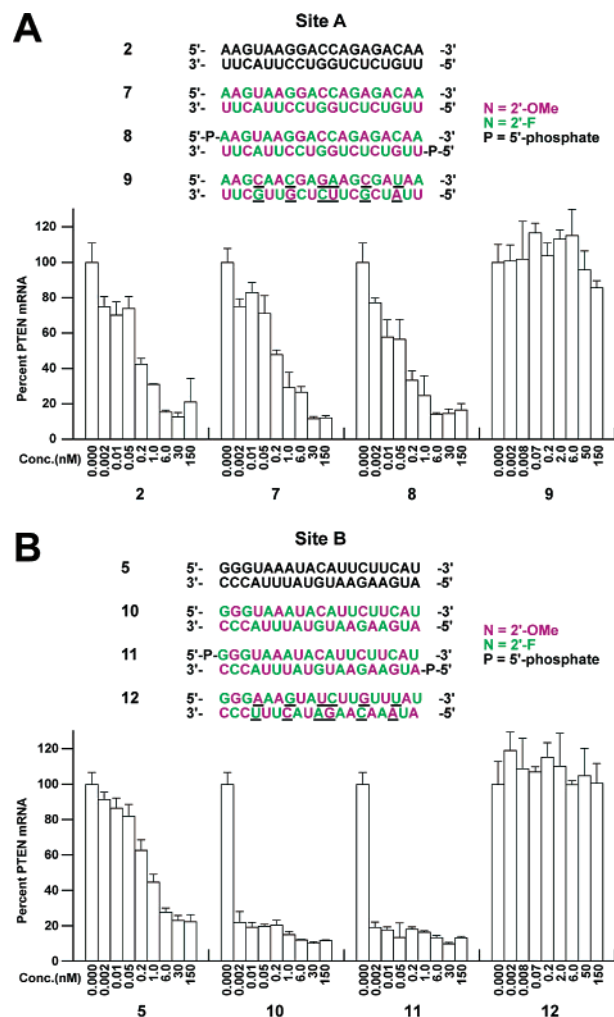 A
Site A
2 5'- AAGUAAGGACCAGAGACAA -3'
3'- UUCAUUCCUGGUCUCUGUU -5'
7 5'- AAGUAAGGACCAGAGACAA -3'
3'- UUCAUUCCUGGUCUCUGUU -5'
N = 2'-OMe
N = 2'-F
P = 5'-phosphate
8 5'-P-AAGUAAGGACCAGAGACAA -3'
3'- UUCAUUCCUGGUCUCUGUU-P-5'
9 5'- AAGCAACGAGAAGCGAUAA -3'
3'- UUCGUUGCUCUUCGCUAUU -5'
Percent PTEN mRNA
120
100
80
60
40
20
0
Conc.(nM) 0.000 0.002 0.01 0.05 0.2 1.0 6.0 30 150 0.000 0.002 0.01 0.05 0.2 1.0 6.0 30 150 0.000 0.002 0.01 0.05 0.2 1.0 6.0 30 150 0.000 0.002 0.008 0.07 0.2 2.0 6.0 50 150
2 7 8 9
B
Site B
5 5'- GGGUAAAUACAUUCUUCAU -3'
3'- CCCAUUUAUGUAAGAAGUA -5'
10 5'- GGGUAAAUACAUUCUUCAU -3'
3'- CCCAUUUAUGUAAGAAGUA -5'
N = 2'-OMe
N = 2'-F
P = 5'-phosphate
11 5'-P-GGGUAAAUACAUUCUUCAU -3'
3'- CCCAUUUAUGUAAGAAGUA-P-5'
12 5'- GGGAAAGUAUCUUGUUUAU -3'
3'- CCCUUUCAUAGAACAAAUA -5'
Percent PTEN mRNA
120
100
80
60
40
20
0
Conc.(nM) 0.000 0.002 0.01 0.05 0.2 1.0 6.0 30 150 0.000 0.002 0.01 0.05 0.2 1.0 6.0 30 150 0.000 0.002 0.01 0.05 0.2 1.0 6.0 30 150 0.000 0.002 0.008 0.07 0.2 2.0 6.0 50 150
5 10 11 12